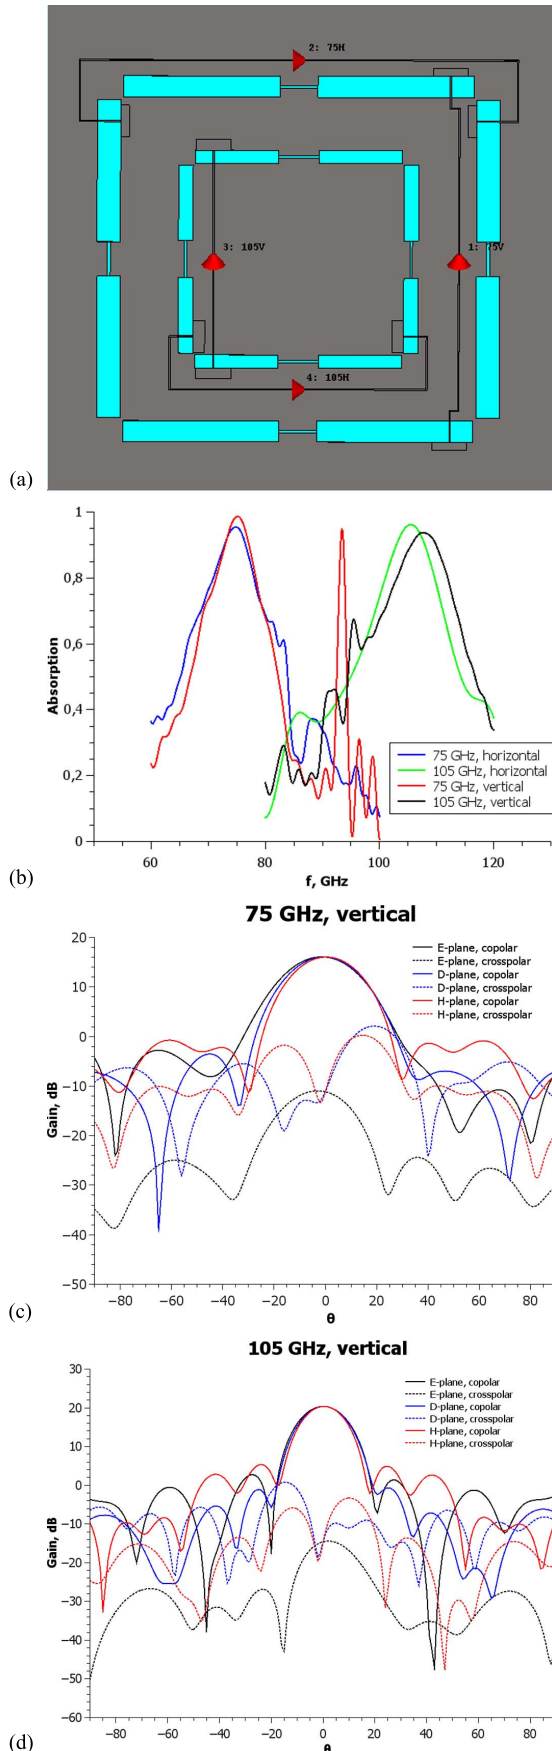 2: 75H
3: 105V
1: 75V
4: 105H
(a)
1
0,8
0,6
0,4
0,2
0
Absorption
60 80 100 120
f, GHz
75 GHz, horizontal
105 GHz, horizontal
75 GHz, vertical
105 GHz, vertical
(b)
75 GHz, vertical
20
10
0
−10
−20
−30
−40
−50
Gain, dB
E-plane, copolar
E-plane, crosspolar
D-plane, copolar
D-plane, crosspolar
H-plane, copolar
H-plane, crosspolar
−80 −60 −40 −20 0 20 40 60 80
θ
(c)
105 GHz, vertical
30
20
10
0
−10
−20
−30
−40
−50
−60
Gain, dB
E-plane, copolar
E-plane, crosspolar
D-plane, copolar
D-plane, crosspolar
H-plane, copolar
H-plane, crosspolar
−80 −60 −40 −20 0 20 40 60 80
θ
(d)